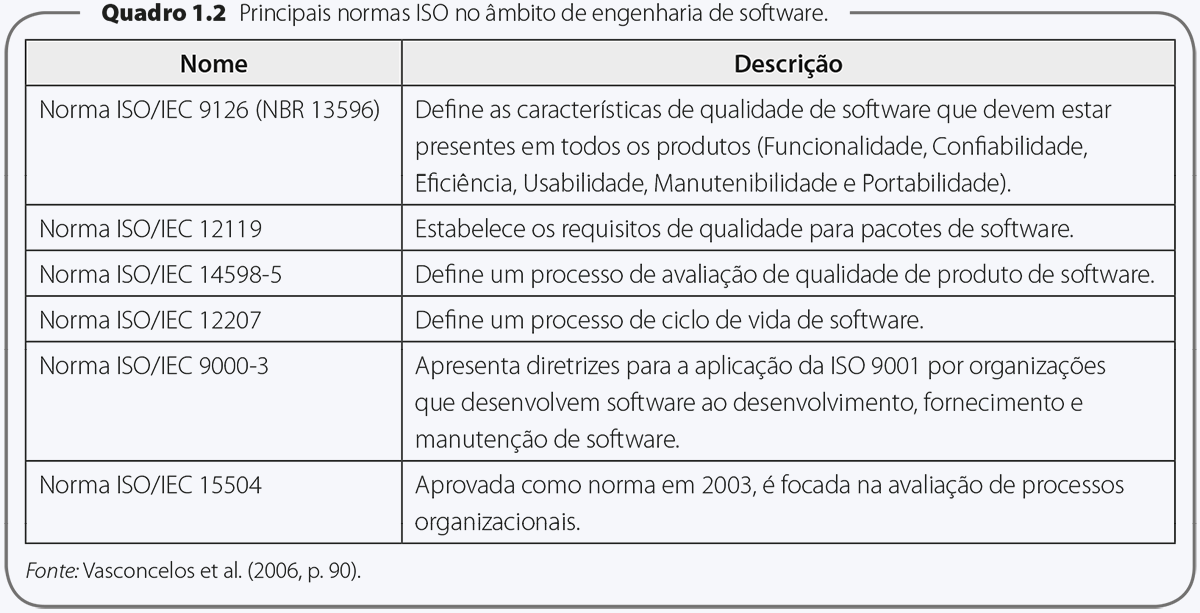 Quadro 1.2 Principais normas ISO no âmbito de engenharia de software.
Nome
Descrição
Norma ISO/IEC 9126 (NBR 13596)
Define as características de qualidade de software que devem estar
presentes em todos os produtos (Funcionalidade, Confiabilidade,
Eficiência, Usabilidade, Manutenibilidade e Portabilidade).
Norma ISO/IEC 12119
Estabelece os requisitos de qualidade para pacotes de software.
Norma ISO/IEC 14598-5
Define um processo de avaliação de qualidade de produto de software.
Norma ISO/IEC 12207
Define um processo de ciclo de vida de software.
Norma ISO/IEC 9000-3
Apresenta diretrizes para a aplicação da ISO 9001 por organizações
que desenvolvem software ao desenvolvimento, fornecimento e
manutenção de software.
Norma ISO/IEC 15504
Aprovada como norma em 2003, é focada na avaliação de processos
organizacionais.
Fonte: Vasconcelos et al. (2006, p. 90).